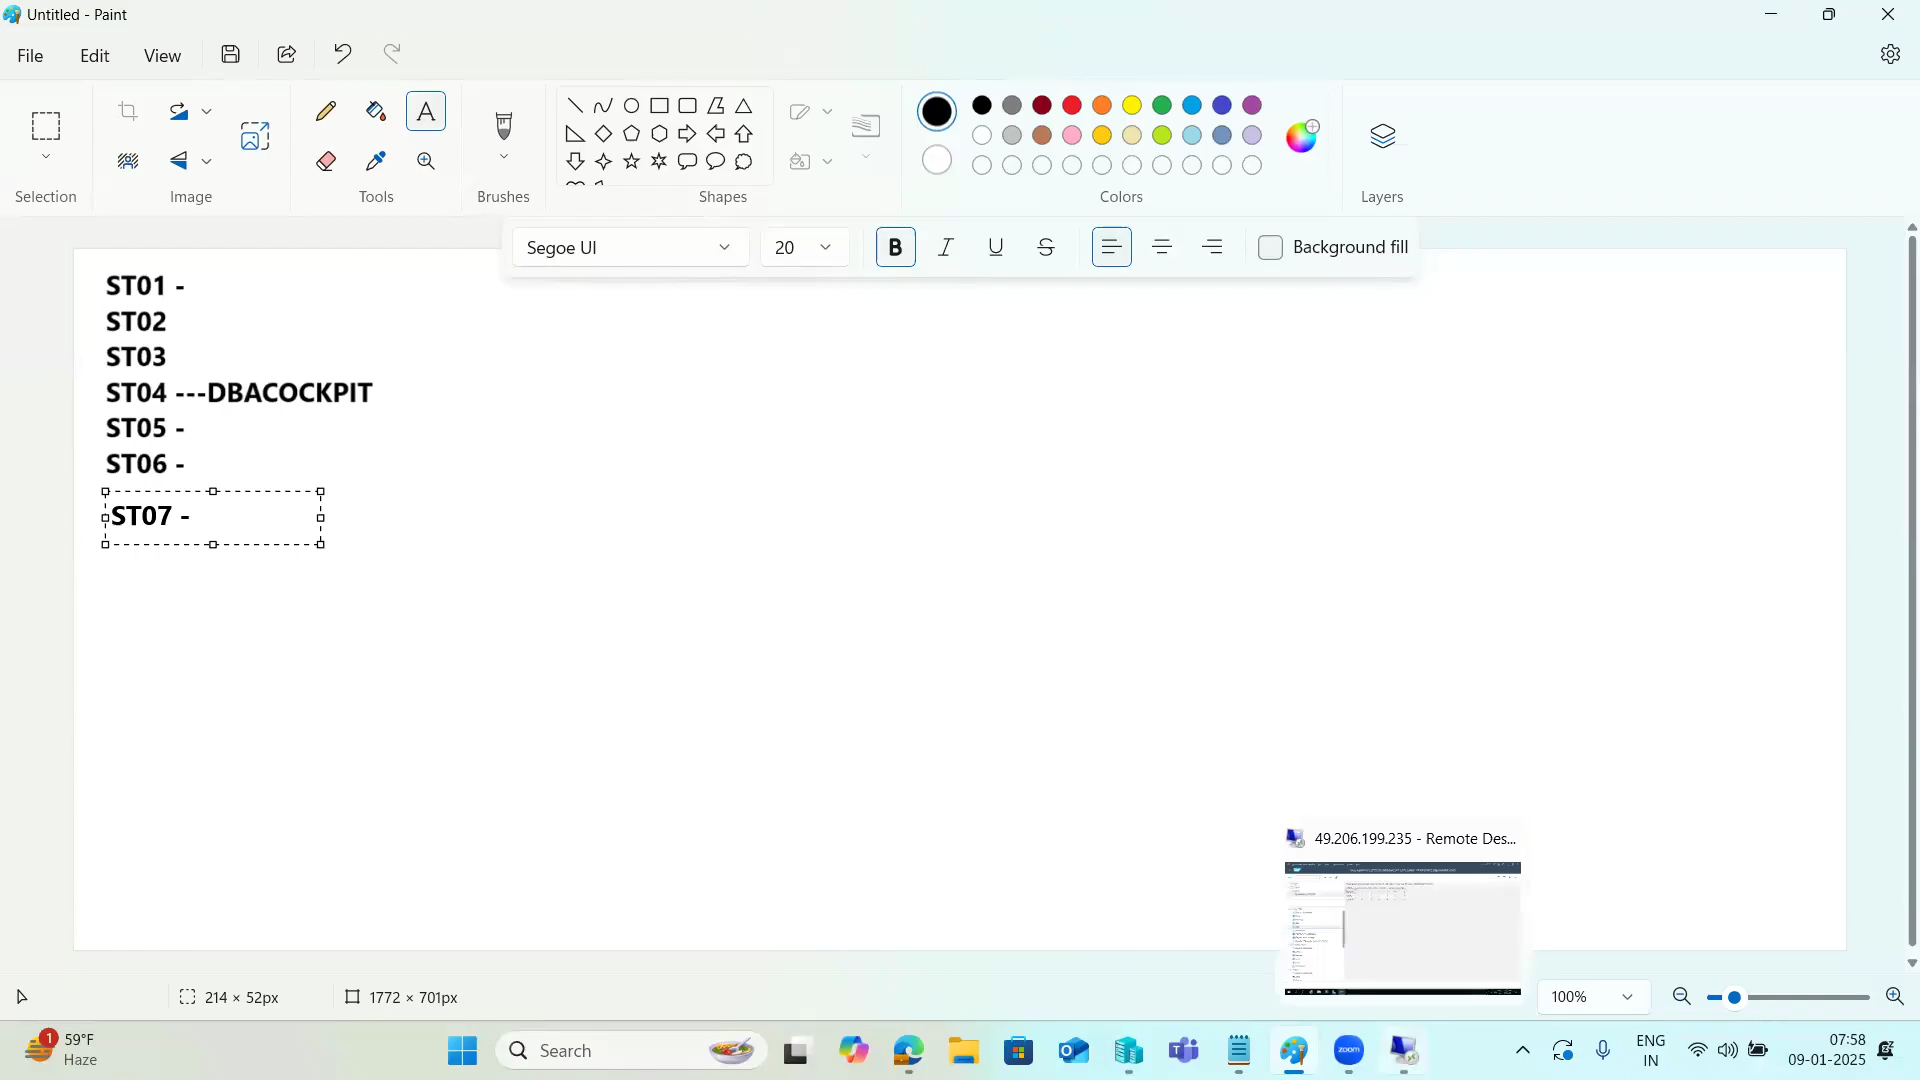 Untitled - Paint
File Edit View
Selection Image Tools Brushes Shapes Colors Layers
Segoe UI 20 B I U S Background fill
ST01 -
ST02
ST03
ST04 ---DBACOCKPIT
ST05 -
ST06 -
ST07 -
49.206.199.235 - Remote Des...
214 × 52px 1772 × 701px 100%
1 59°F
Haze
Search
zoom
ENG
IN
07:58
09-01-2025